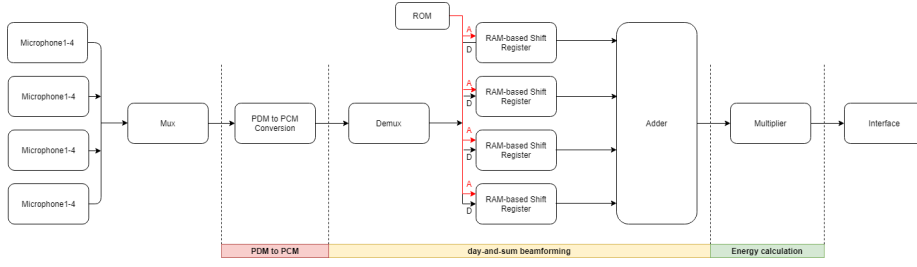 ROM
Microphone1-4
Microphone1-4
Microphone1-4
Microphone1-4
Mux
PDM to PCM
Conversion
Demux
A
D
A
D
A
D
A
D
RAM-based Shift
Register
RAM-based Shift
Register
RAM-based Shift
Register
RAM-based Shift
Register
Adder
Multiplier
Interface
PDM to PCM
day-and-sum beamforming
Energy calculation